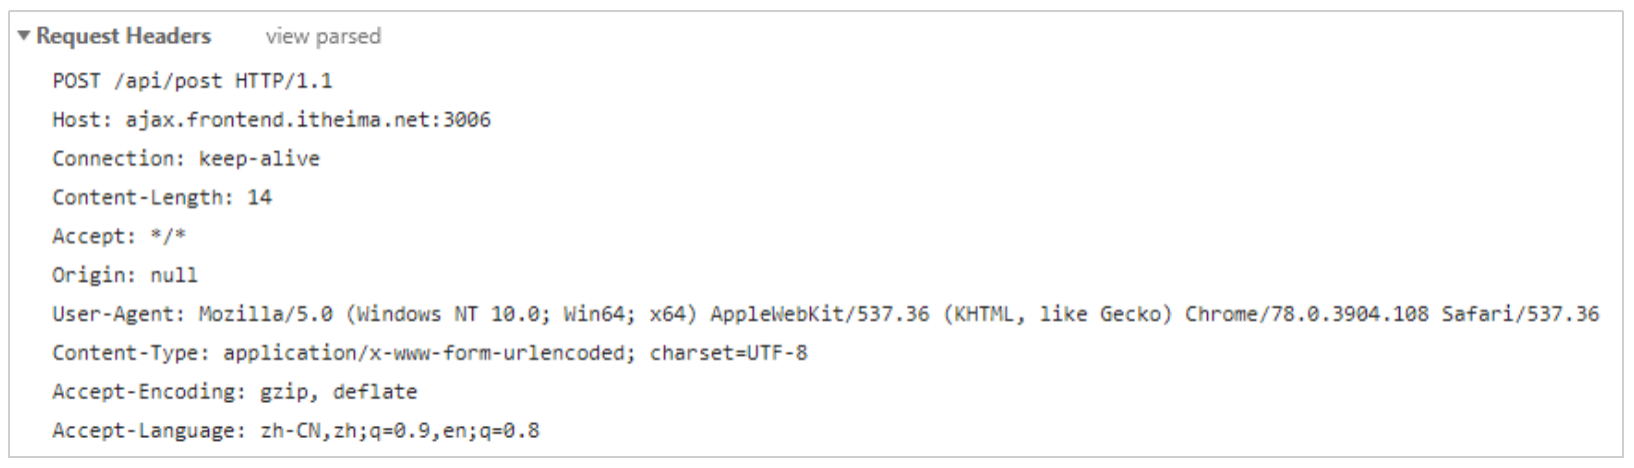 Request Headers view parsed
POST /api/post HTTP/1.1
Host: ajax.frontend.itheima.net:3006
Connection: keep-alive
Content-Length: 14
Accept: */*
Origin: null
User-Agent: Mozilla/5.0 (Windows NT 10.0; Win64; x64) AppleWebKit/537.36 (KHTML, like Gecko) Chrome/78.0.3904.108 Safari/537.36
Content-Type: application/x-www-form-urlencoded; charset=UTF-8
Accept-Encoding: gzip, deflate
Accept-Language: zh-CN,zh;q=0.9,en;q=0.8